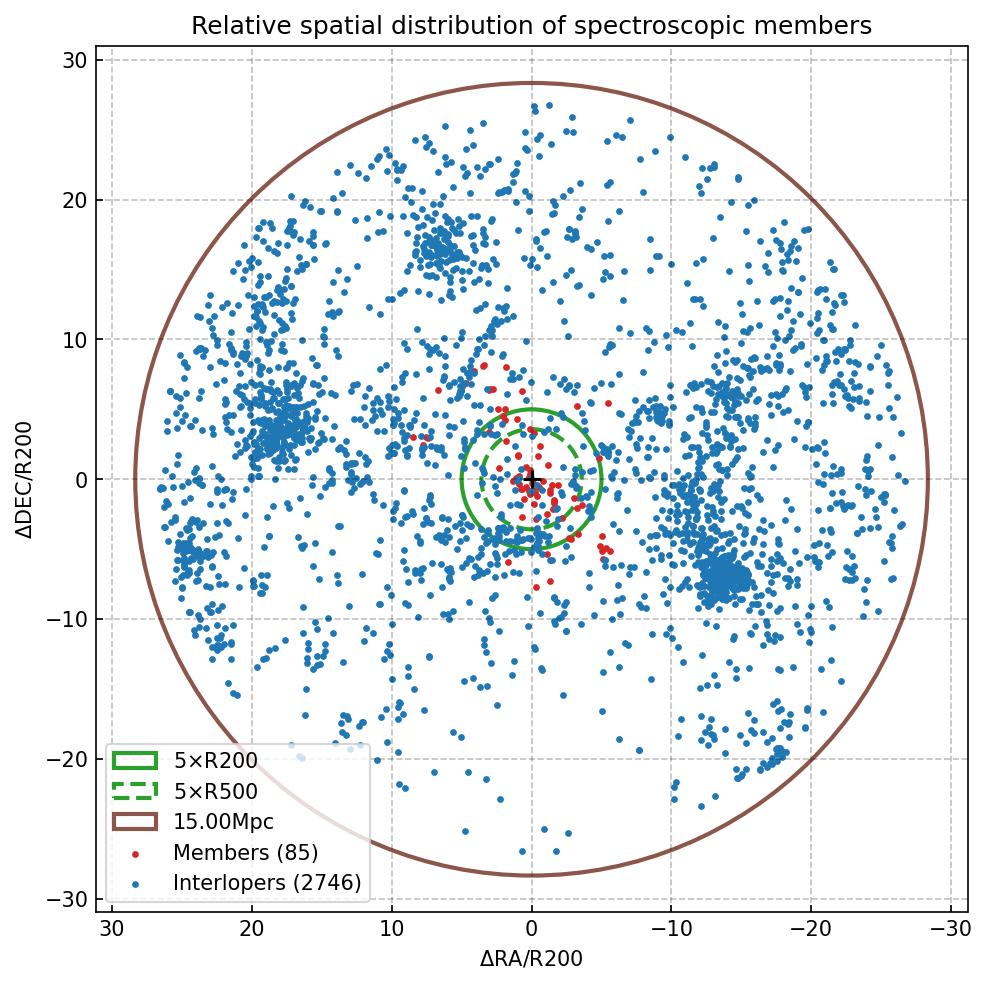 Relative spatial distribution of spectroscopic members
30
20
10
0
−10
−20
−30
ΔDEC/R200
5×R200
5×R500
15.00Mpc
Members (85)
Interlopers (2746)
30
20
10
0
−10
−20
−30
ΔRA/R200